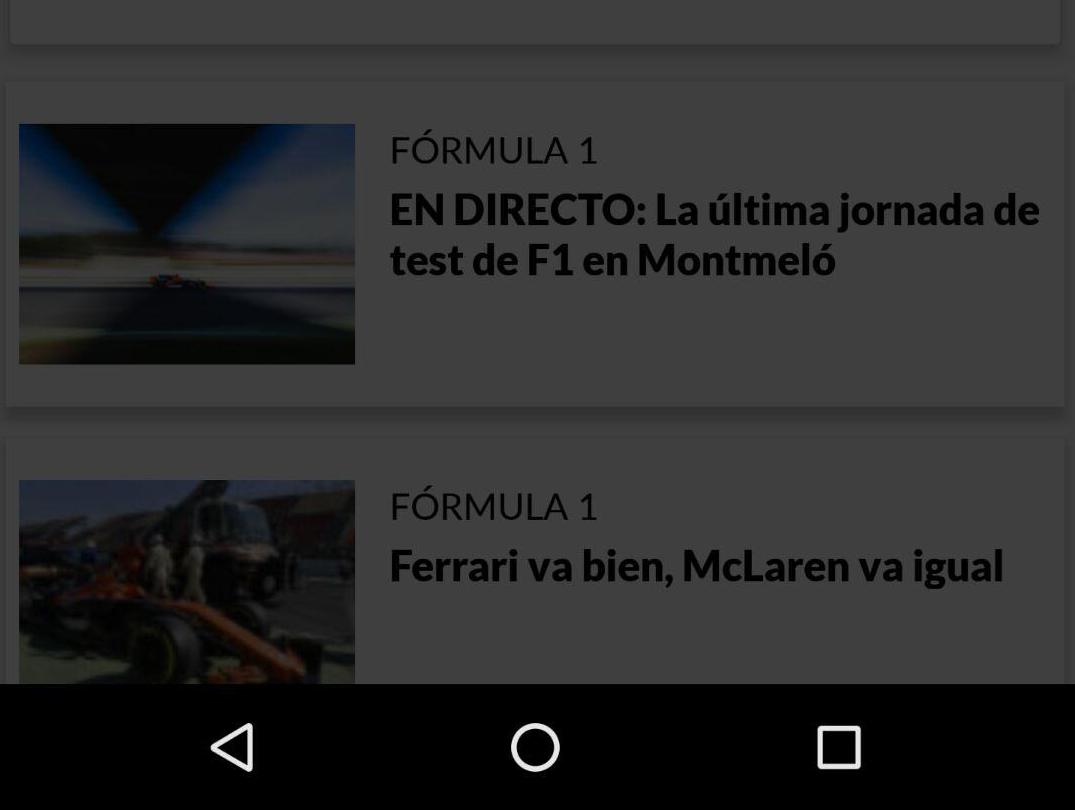 FÓRMULA 1
EN DIRECTO: La última jornada de
test de F1 en Montmeló
FÓRMULA 1
Ferrari va bien, McLaren va igual